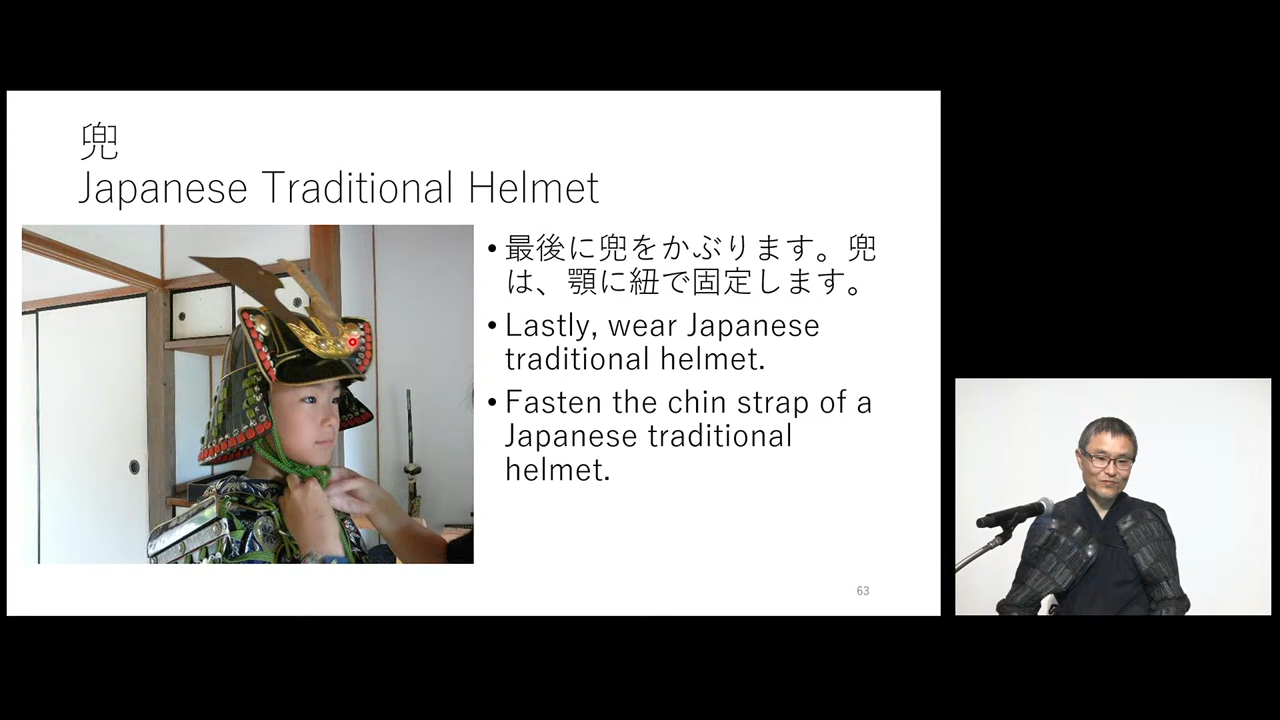 兜
Japanese Traditional Helmet
• 最後に兜をかぶります。兜
は、顎に紐で固定します。
• Lastly, wear Japanese
traditional helmet.
• Fasten the chin strap of a
Japanese traditional
helmet.
63